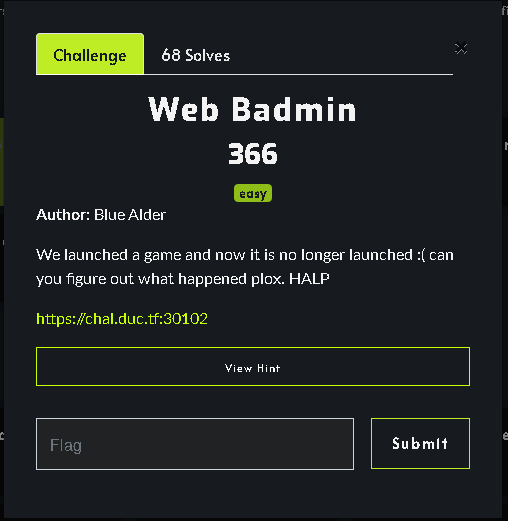 Challenge
68 Solves
×
Web Badmin
366
easy
Author: Blue Alder
We launched a game and now it is no longer launched :( can
you figure out what happened plox. HALP
https://chal.duc.tf:30102
View Hint
Flag
Submit